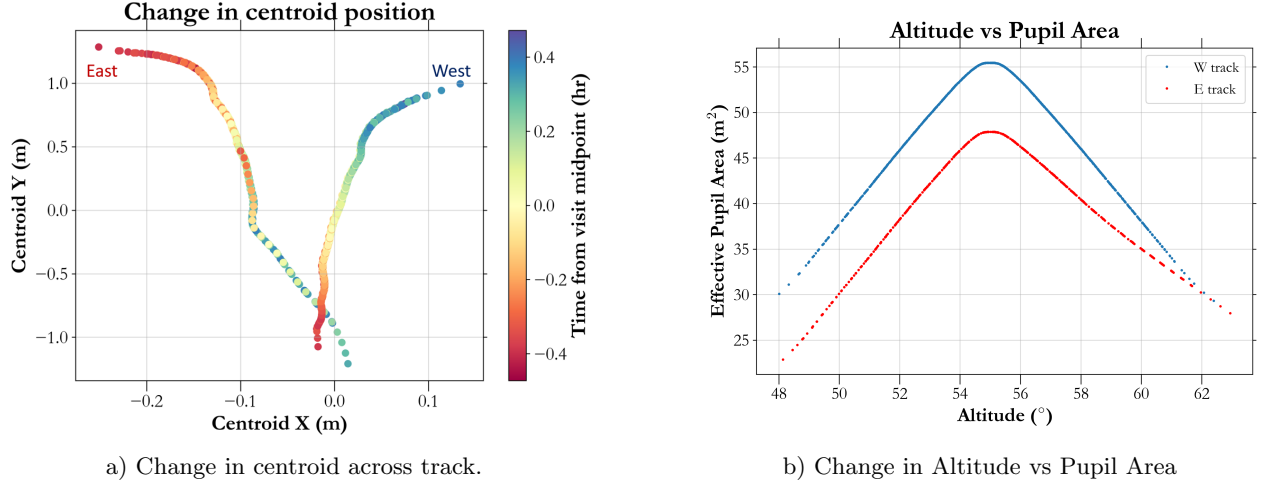 Change in centroid position
East
West
1.0
0.5
0.0
−0.5
−1.0
−0.2
−0.1
0.0
0.1
Centroid Y (m)
Centroid X (m)
0.4
0.2
0.0
−0.2
−0.4
Time from visit midpoint (hr)
a) Change in centroid across track.
Altitude vs Pupil Area
W track
E track
55
50
45
40
35
30
25
48
50
52
54
56
58
60
62
Effective Pupil Area (m²)
Altitude (°)
b) Change in Altitude vs Pupil Area